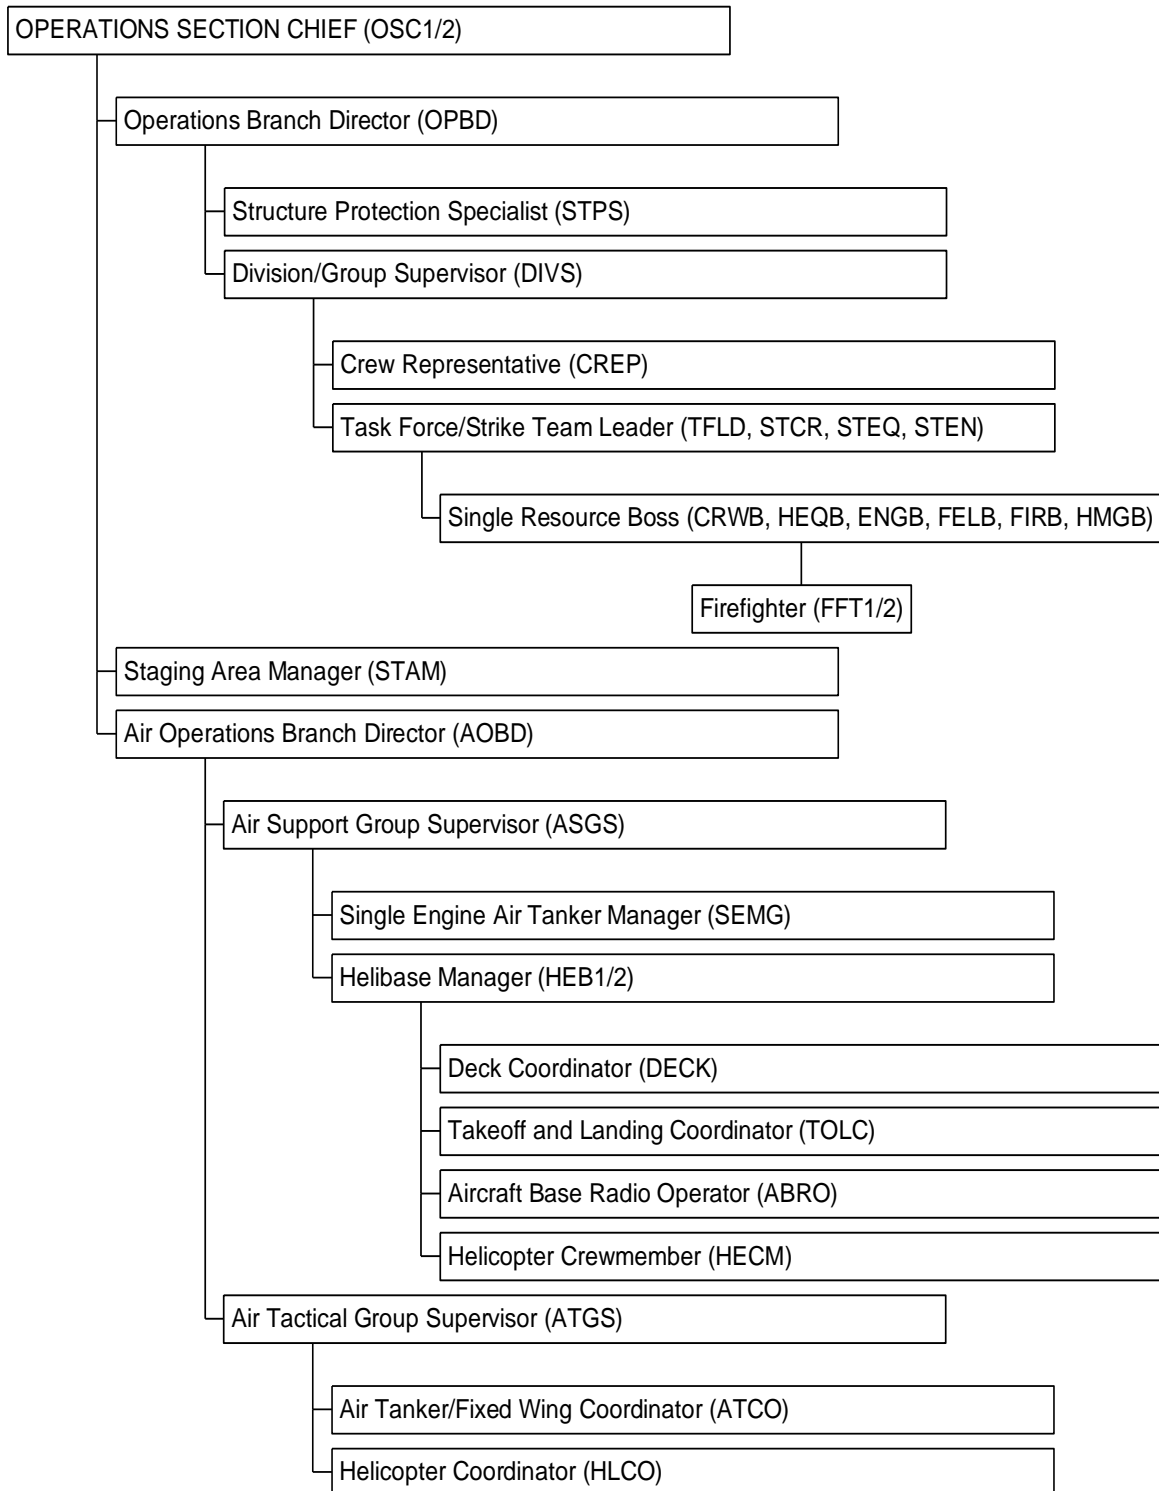 OPERATIONS SECTION CHIEF (OSC1/2)
Operations Branch Director (OPBD)
Structure Protection Specialist (STPS)
Division/Group Supervisor (DIVS)
Crew Representative (CREP)
Task Force/Strike Team Leader (TFLD, STCR, STEQ, STEN)
Single Resource Boss (CRWB, HEQB, ENGB, FELB, FIRB, HMGB)
Firefighter (FFT1/2)
Staging Area Manager (STAM)
Air Operations Branch Director (AOBD)
Air Support Group Supervisor (ASGS)
Single Engine Air Tanker Manager (SEMG)
Helibase Manager (HEB1/2)
Deck Coordinator (DECK)
Takeoff and Landing Coordinator (TOLC)
Aircraft Base Radio Operator (ABRO)
Helicopter Crewmember (HECM)
Air Tactical Group Supervisor (ATGS)
Air Tanker/Fixed Wing Coordinator (ATCO)
Helicopter Coordinator (HLCO)